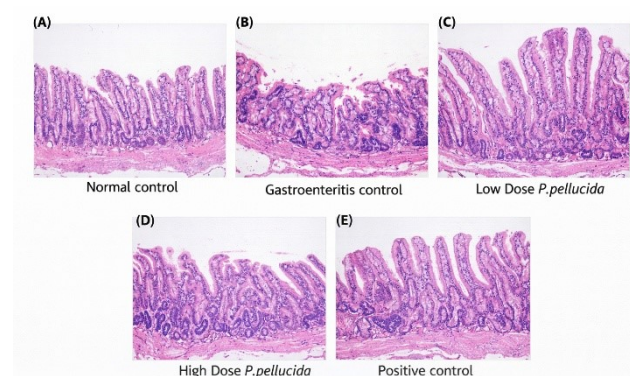 (A)
(B)
(C)
Normal control
Gastroenteritis control
Low Dose P.pellucida
(D)
(E)
High Dose P.pellucida
Positive control